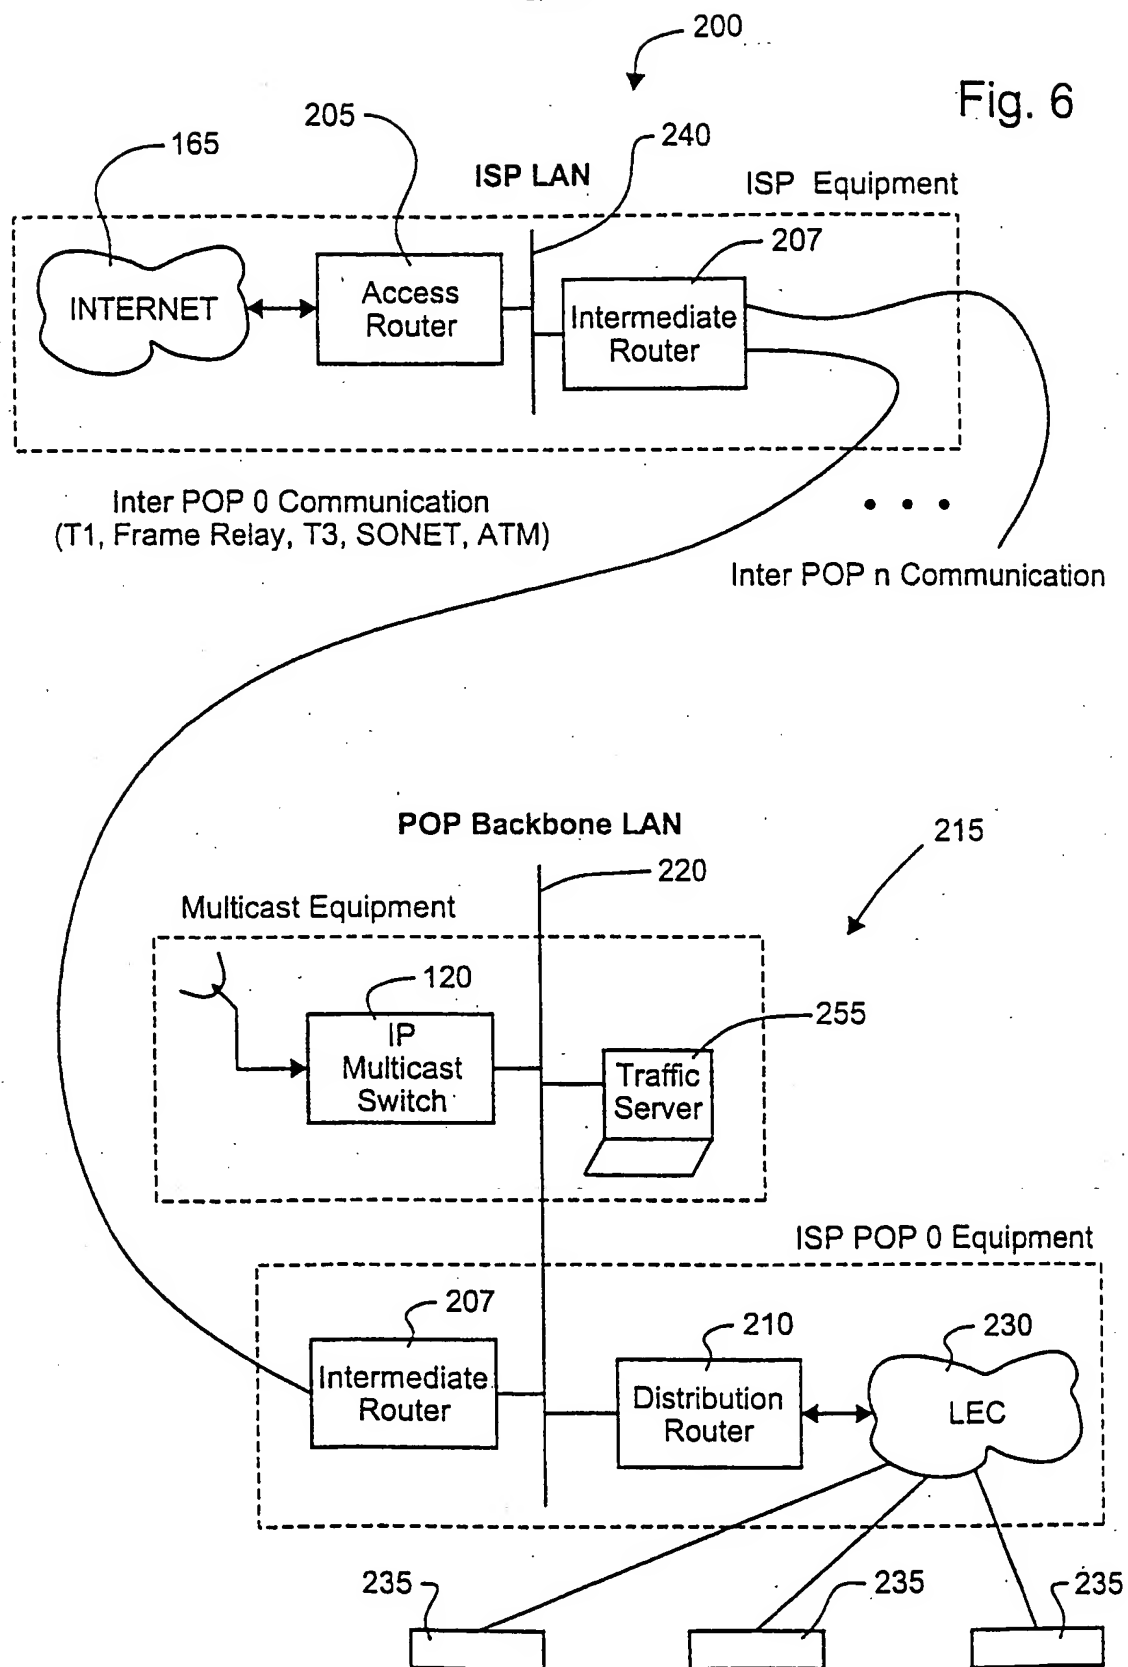 200
Fig. 6
205
165
240
ISP LAN
ISP Equipment
207
INTERNET
Access
Router
Intermediate
Router
Inter POP 0 Communication
(T1, Frame Relay, T3, SONET, ATM)
Inter POP n Communication
POP Backbone LAN
215
220
Multicast Equipment
120
255
IP
Multicast
Switch
Traffic
Server
ISP POP 0 Equipment
207
210
230
Intermediate
Router
Distribution
Router
LEC
235
235
235